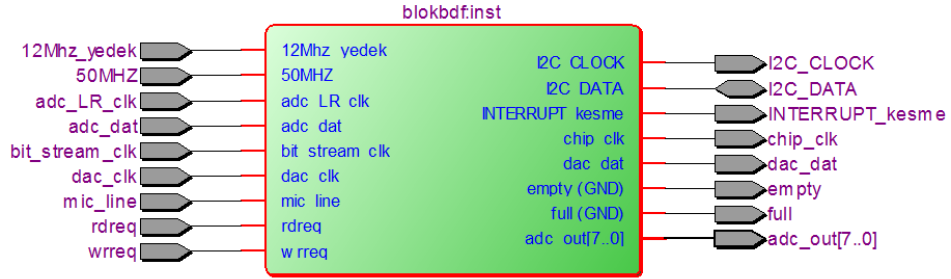 blokbdf:inst
12Mhz_yedek 12Mhz yedek I2C CLOCK I2C_CLOCK
50MHZ 50MHZ I2C DATA I2C_DATA
adc_LR_clk adc LR clk INTERRUPT kesme INTERRUPT_kesme
adc_dat adc dat chip clk chip_clk
bit_stream_clk bit stream clk dac dat dac_dat
dac_clk dac clk empty (GND) empty
mic_line mic line full (GND) full
rdreq rdreq adc out[7..0] adc_out[7..0]
wrreq wrreq